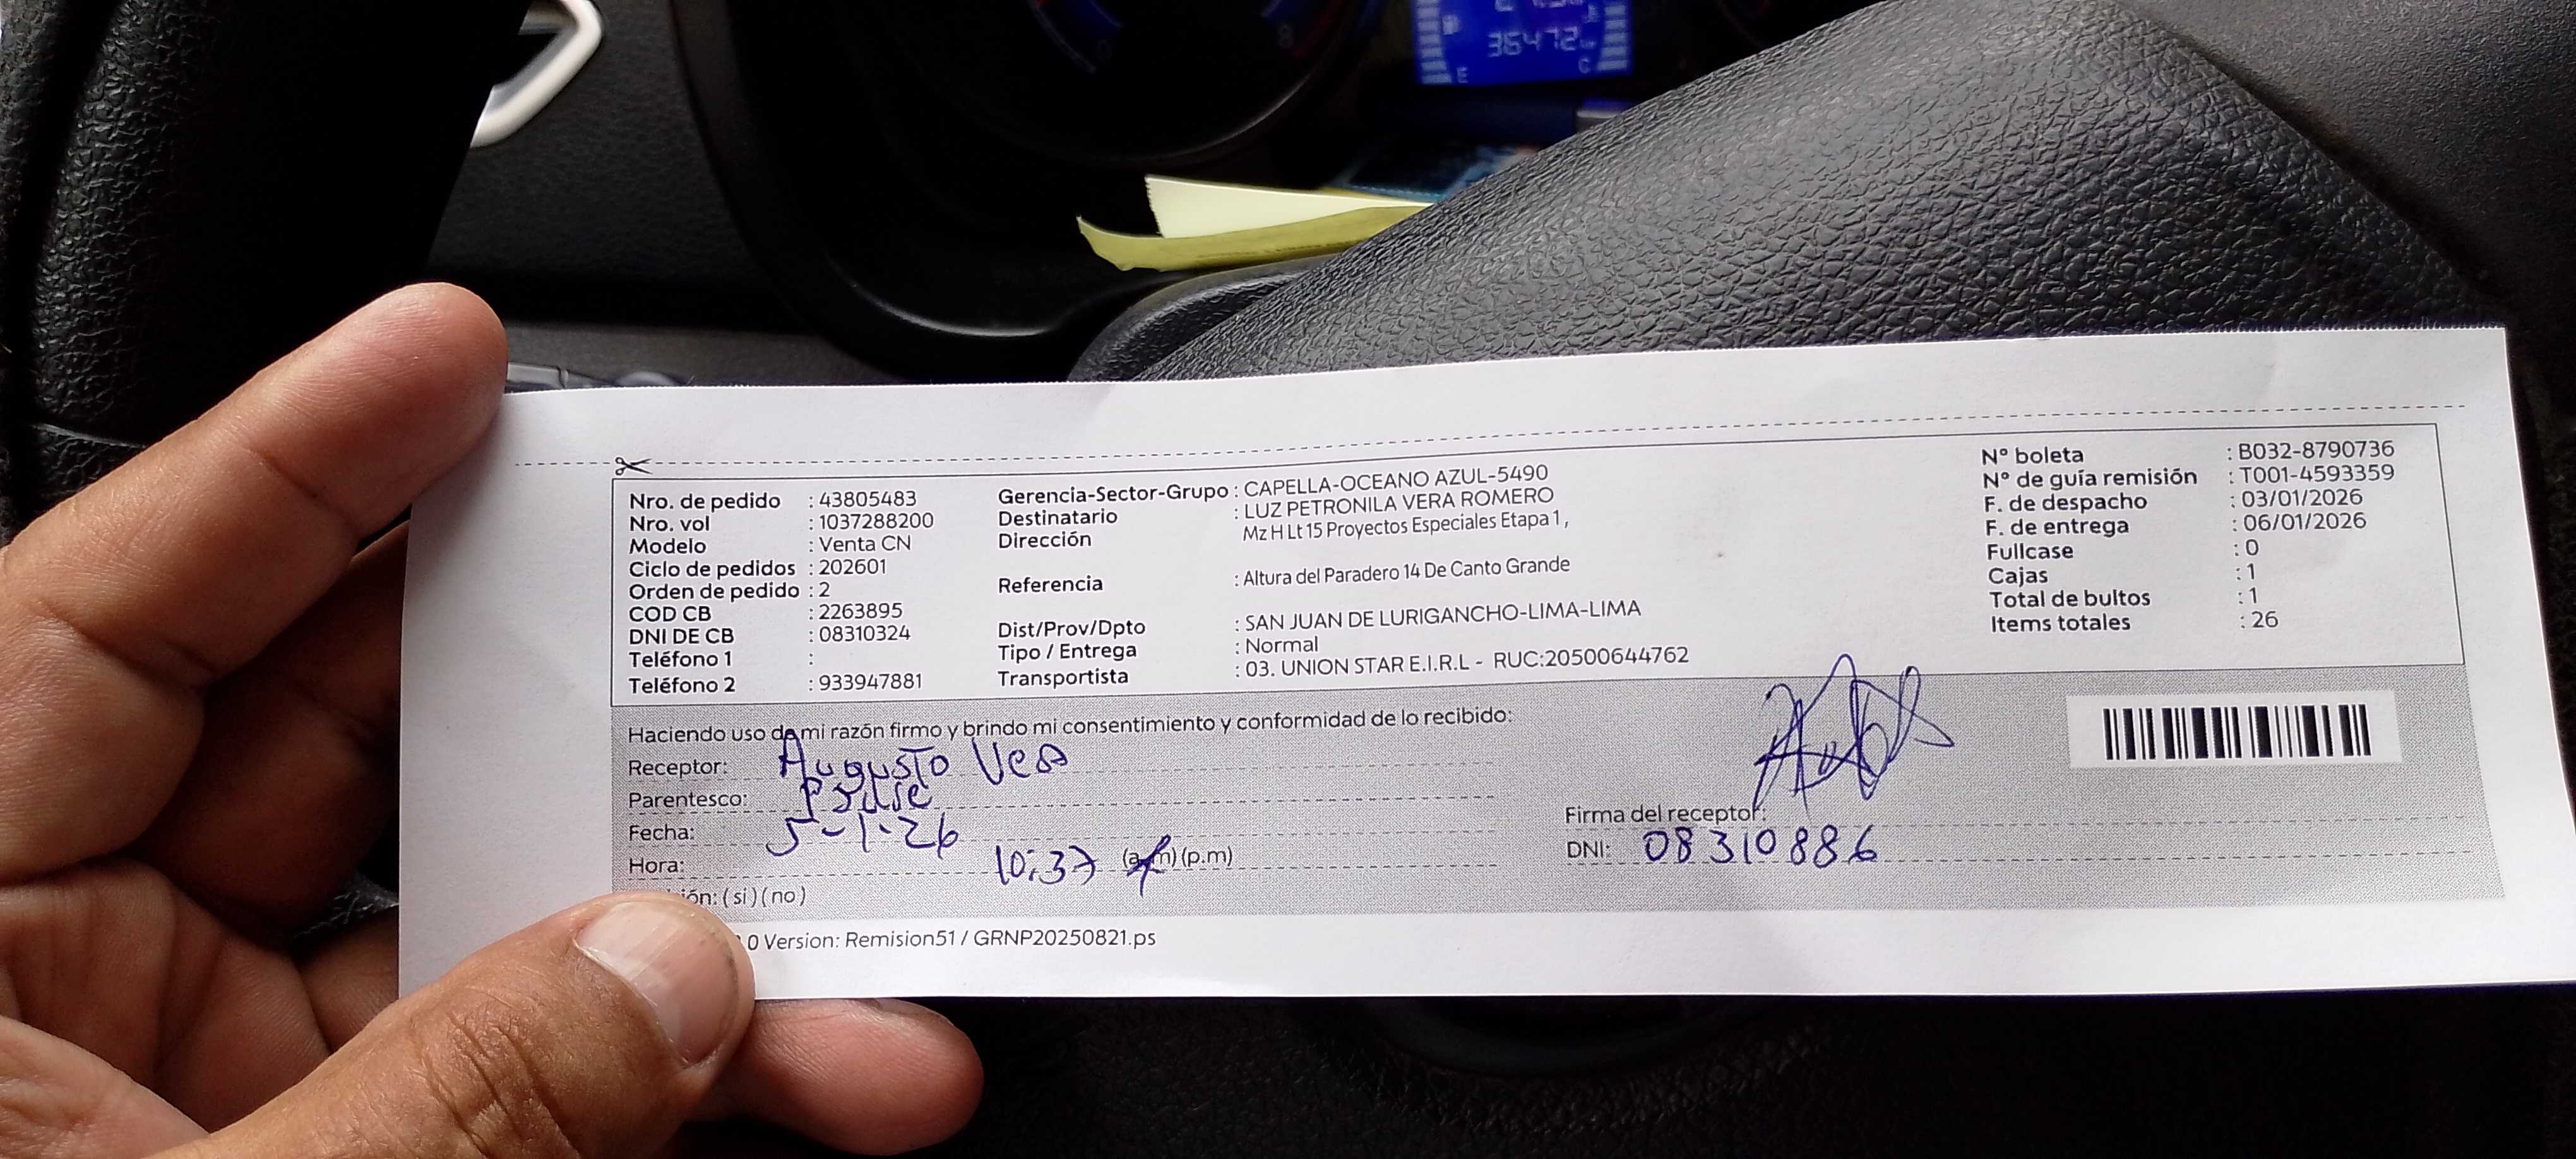 36472
E
C
Nro. de pedido : 43805483
Nro. vol : 1037288200
Modelo : Venta CN
Ciclo de pedidos : 202601
Orden de pedido : 2
COD CB : 2263895
DNI DE CB : 08310324
Teléfono 1 :
Teléfono 2 : 933947881
Gerencia-Sector-Grupo : CAPELLA-OCEANO AZUL-5490
Destinatario : LUZ PETRONILA VERA ROMERO
Dirección Mz H Lt 15 Proyectos Especiales Etapa 1,
Referencia : Altura del Paradero 14 De Canto Grande
Dist/Prov/Dpto : SAN JUAN DE LURIGANCHO-LIMA-LIMA
Tipo / Entrega : Normal
Transportista : 03. UNION STAR E.I.R.L - RUC:20500644762
N° boleta : B032-8790736
N° de guía remisión : T001-4593359
F. de despacho : 03/01/2026
F. de entrega : 06/01/2026
Fullcase : 0
Cajas : 1
Total de bultos : 1
Items totales : 26
Haciendo uso de mi razón firmo y brindo mi consentimiento y conformidad de lo recibido:
Receptor: Augusto
Parentesco: Padre
Fecha: 5-1-26
Hora: 10:37 (a.m) (p.m)
ión: (si) (no)
Firma del receptor:
DNI: 08310886
0 Version: Remision51 / GRNP20250821.ps